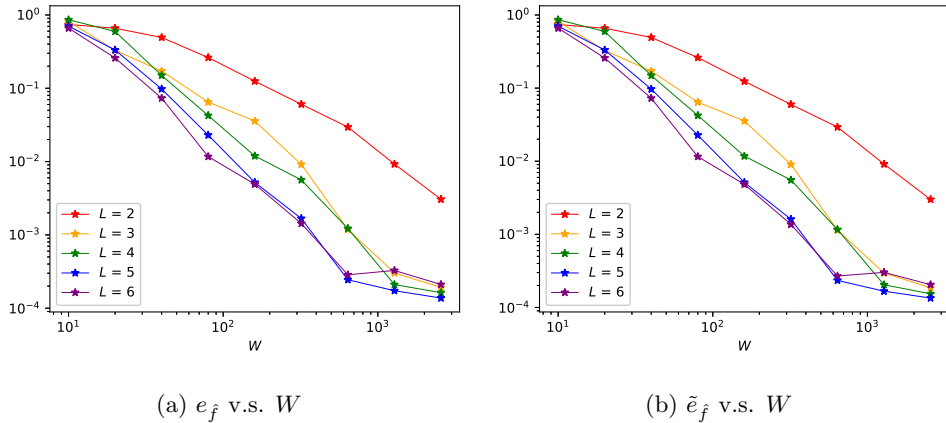 10⁰
10⁻¹
10⁻²
10⁻³
10⁻⁴
L = 2
L = 3
L = 4
L = 5
L = 6
10¹
10²
10³
W
(a) e_f̂ v.s. W
10⁰
10⁻¹
10⁻²
10⁻³
10⁻⁴
L = 2
L = 3
L = 4
L = 5
L = 6
10¹
10²
10³
W
(b) ẽ_f̂ v.s. W